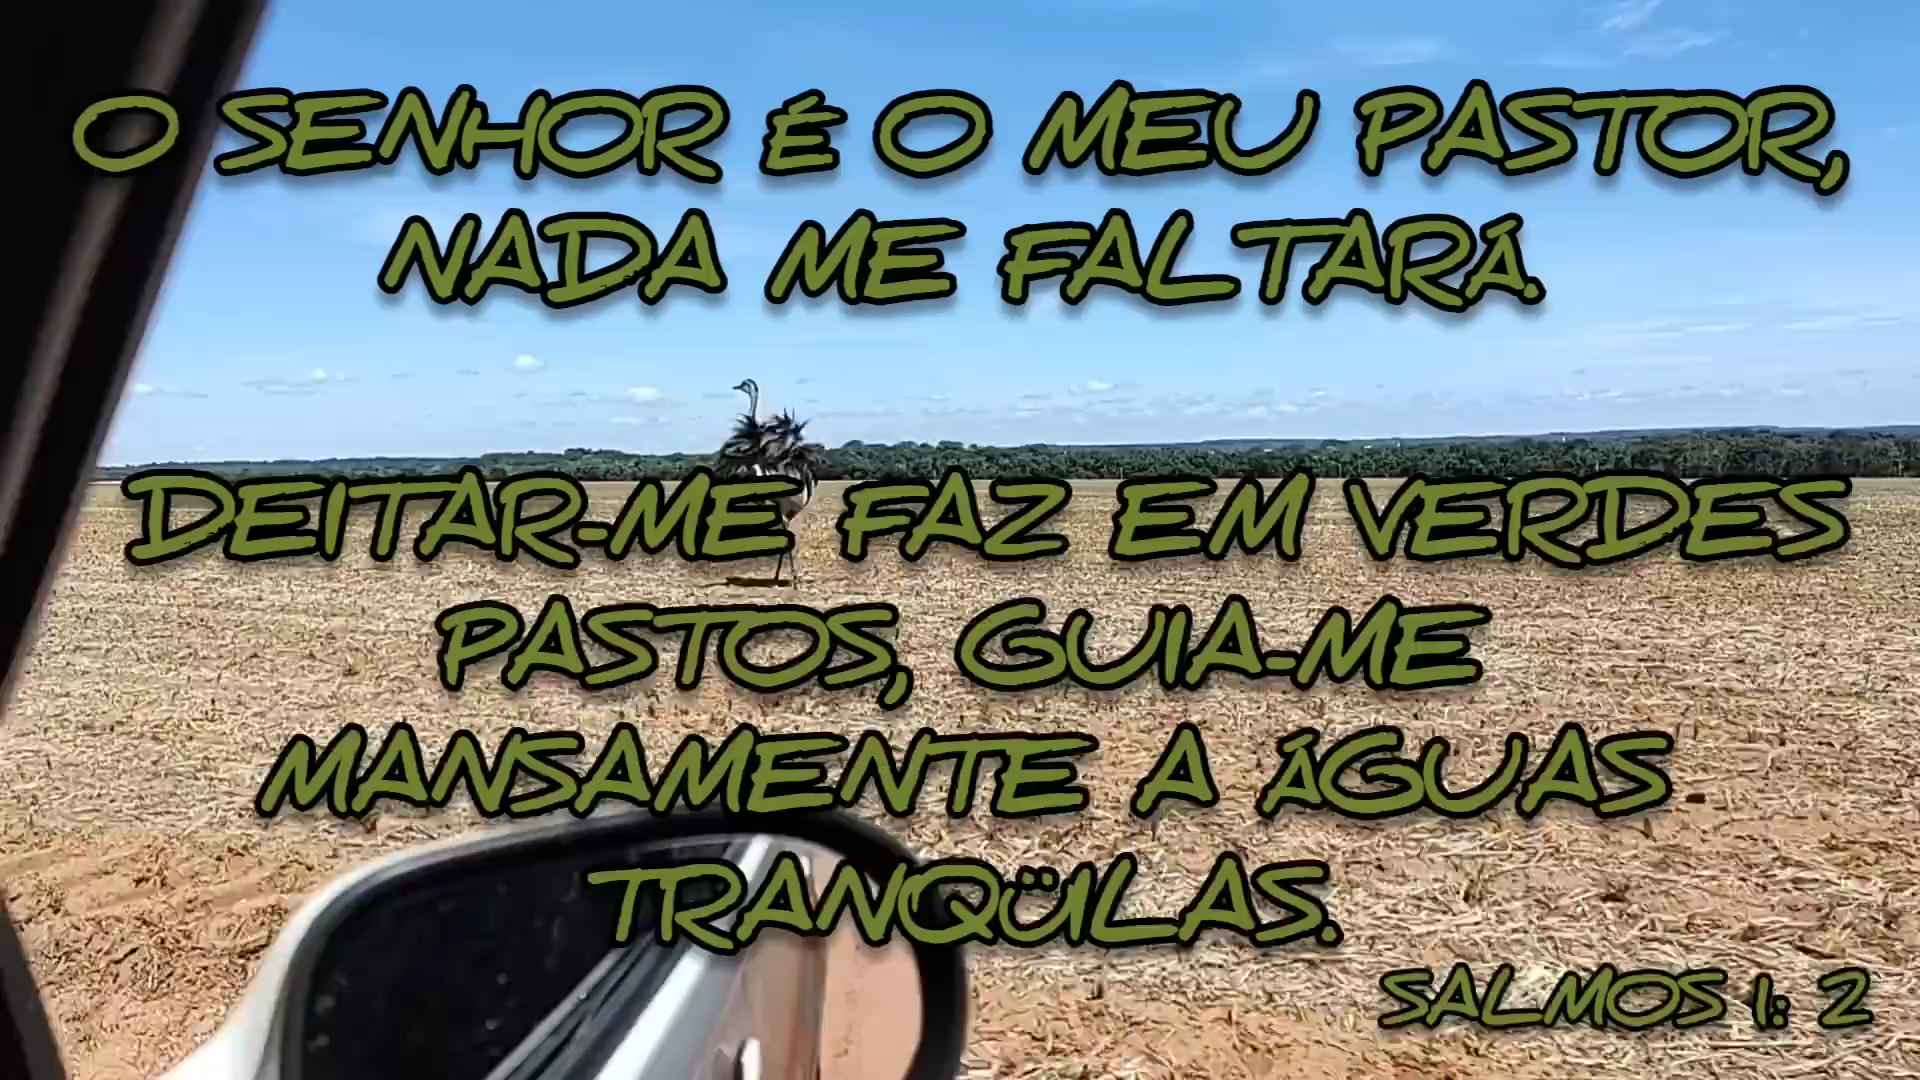 O SENHOR É O MEU PASTOR,
NADA ME FALTARÁ.
DEITAR-ME FAZ EM VERDES
PASTOS, GUIA-ME
MANSAMENTE A ÁGUAS
TRANQÜILAS.
SALMOS 1: 2